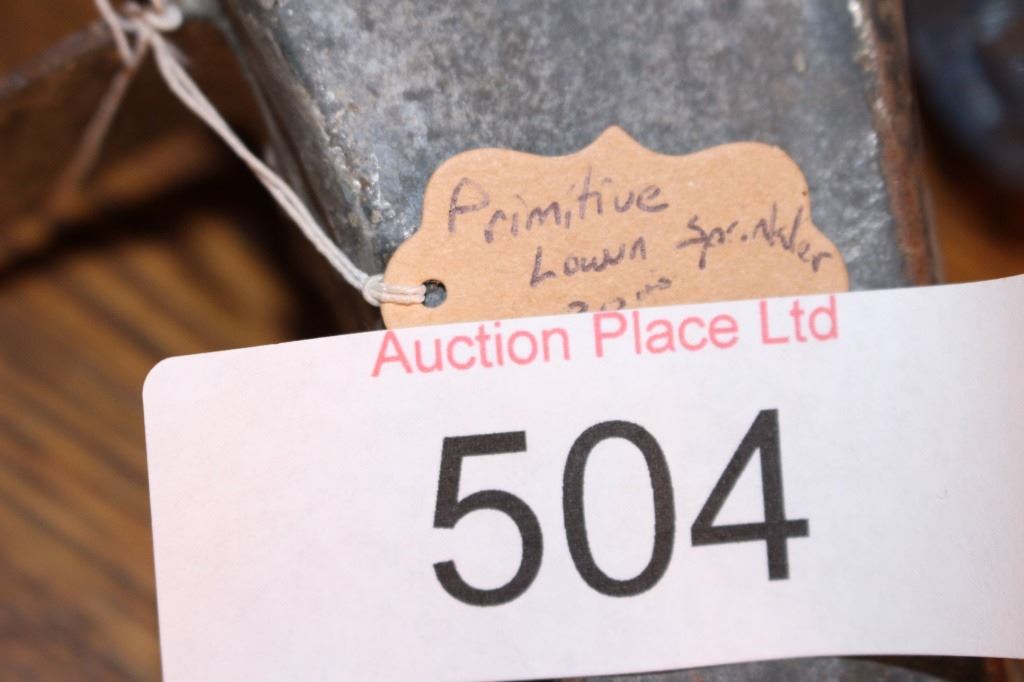 Primitive
Lawn Sprinkler
Auction Place Ltd
504